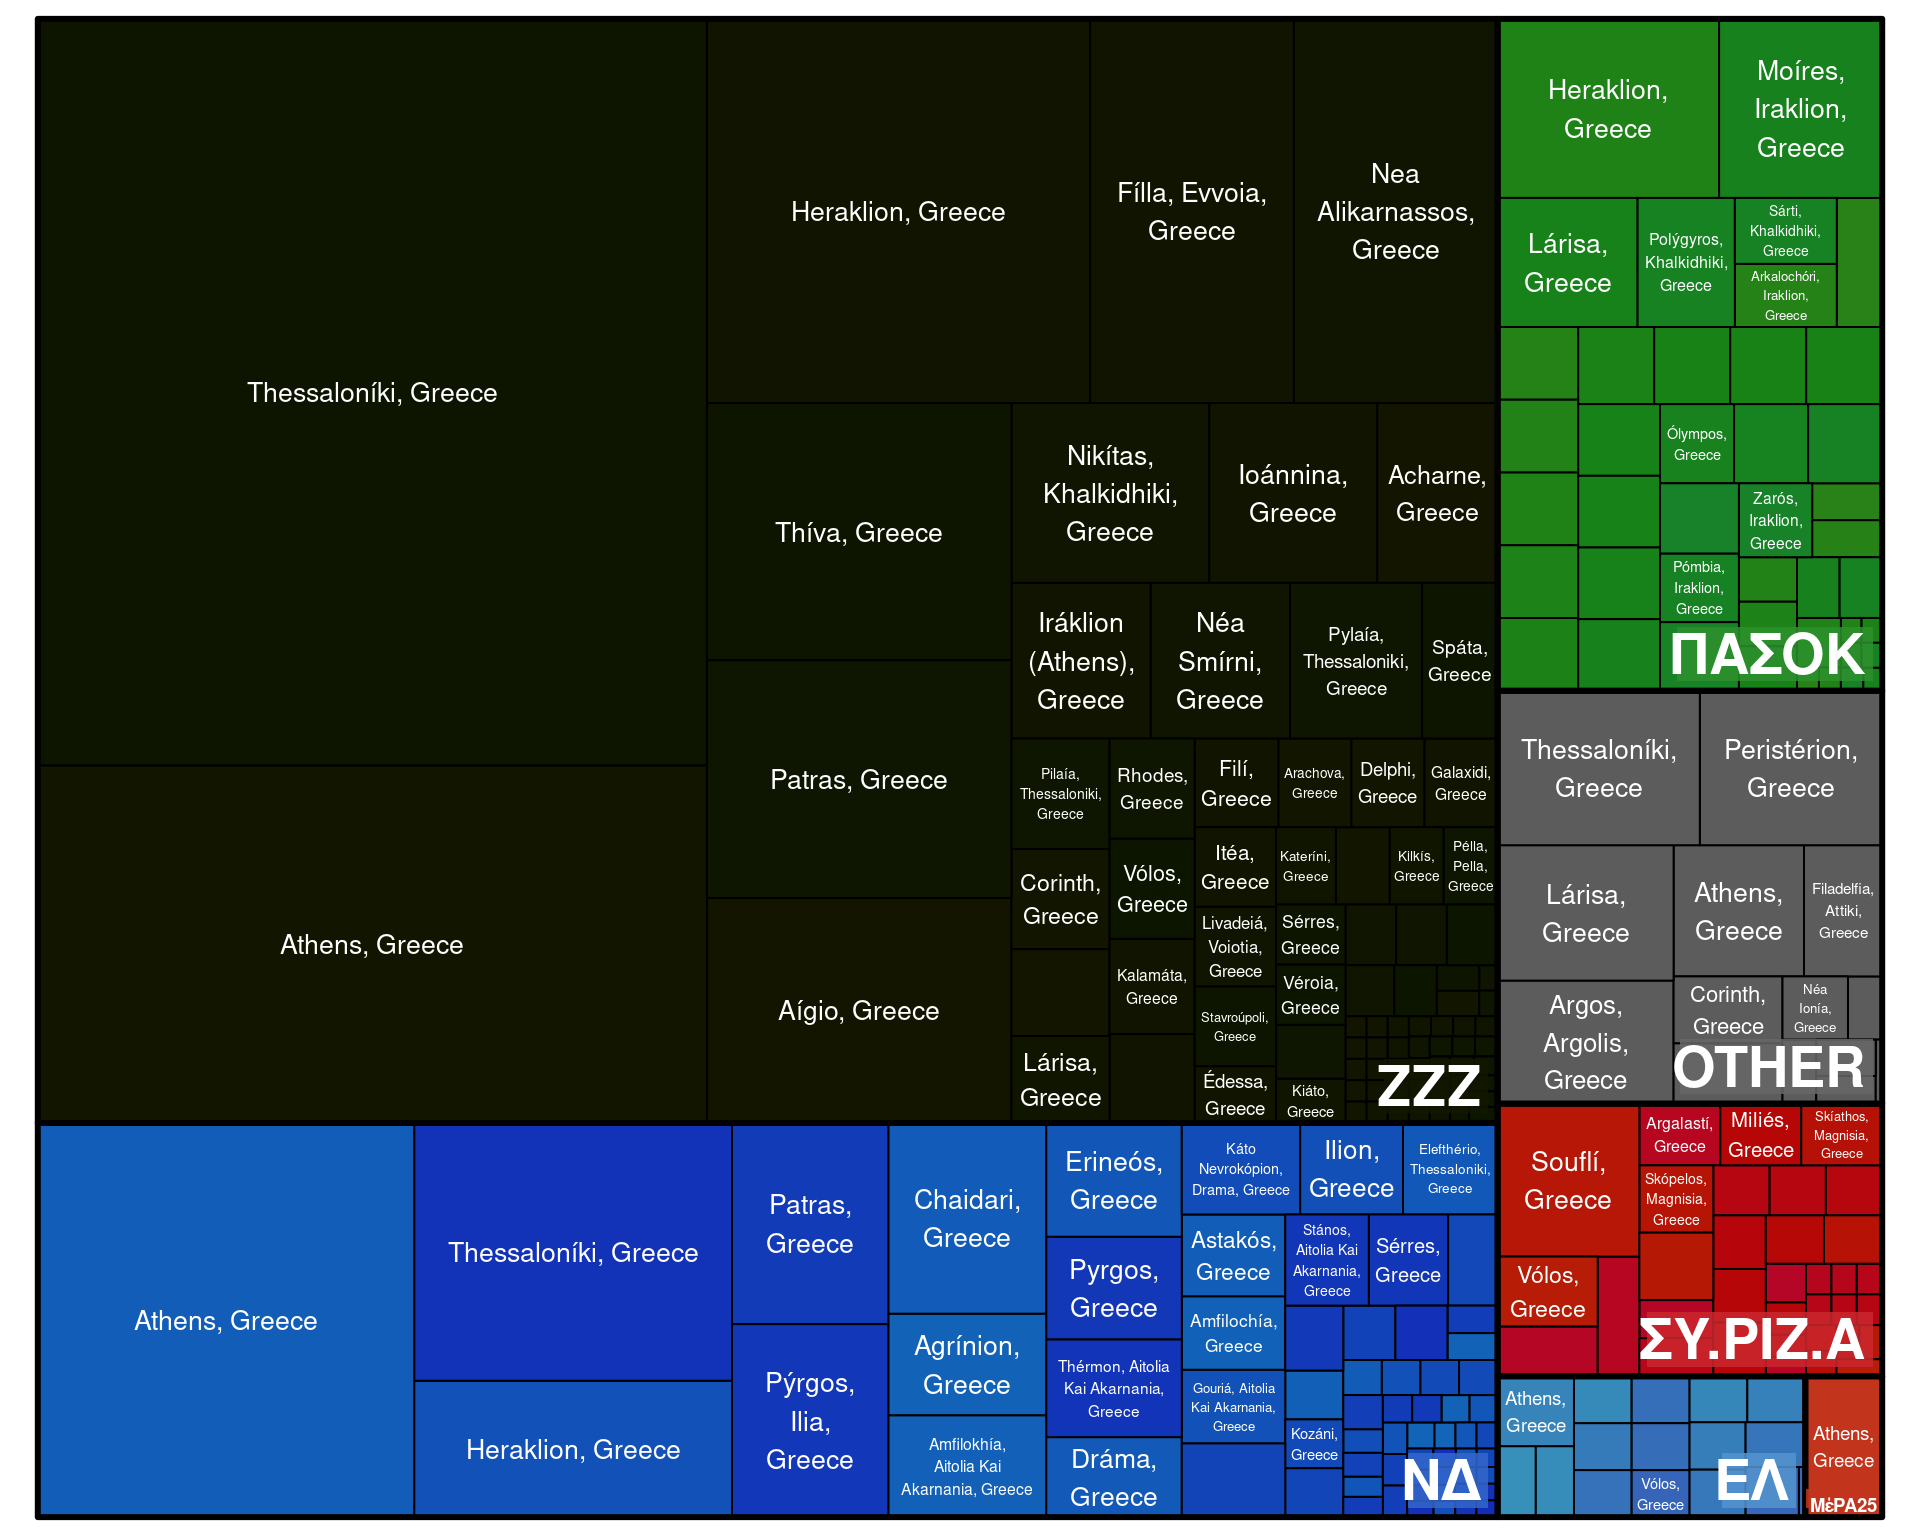 Thessaloníki, Greece
Athens, Greece
Heraklion, Greece
Fílla, Evvoia,
Greece
Nea
Alikarnassos,
Greece
Thíva, Greece
Patras, Greece
Aígio, Greece
Nikítas,
Khalkidhiki,
Greece
Ioánnina,
Greece
Acharne,
Greece
Iráklion
(Athens),
Greece
Néa
Smírni,
Greece
Pylaía,
Thessaloniki,
Greece
Spáta,
Greece
Pilaía,
Thessaloniki,
Greece
Rhodes,
Greece
Filí,
Greece
Arachova,
Greece
Delphi,
Greece
Galaxidi,
Greece
Corinth,
Greece
Vólos,
Greece
Itéa,
Greece
Kateríni,
Greece
Kilkís,
Greece
Pélla,
Pella,
Greece
Livadeiá,
Voiotia,
Greece
Sérres,
Greece
Kalamáta,
Greece
Véroia,
Greece
Stavroúpoli,
Greece
Lárisa,
Greece
Édessa,
Greece
Kiáto,
Greece
ZZZ
Heraklion,
Greece
Moíres,
Iraklion,
Greece
Lárisa,
Greece
Polýgyros,
Khalkidhiki,
Greece
Sárti,
Khalkidhiki,
Greece
Arkalochóri,
Iraklion,
Greece
Ólympos,
Greece
Zarós,
Iraklion,
Greece
Pómbia,
Iraklion,
Greece
ΠΑΣΟΚ
Thessaloníki,
Greece
Peristérion,
Greece
Lárisa,
Greece
Athens,
Greece
Filadelfia,
Attiki,
Greece
Argos,
Argolis,
Greece
Corinth,
Greece
Néa
Ionía,
Greece
OTHER
Souflí,
Greece
Argalastí,
Greece
Miliés,
Greece
Skíathos,
Magnisia,
Greece
Skópelos,
Magnisia,
Greece
Vólos,
Greece
ΣΥ.ΡΙΖ.Α
Athens, Greece
Thessaloníki, Greece
Heraklion, Greece
Patras,
Greece
Pýrgos,
Ilia,
Greece
Chaidari,
Greece
Agrínion,
Greece
Amfilokhía,
Aitolia Kai
Akarnania, Greece
Erineós,
Greece
Pyrgos,
Greece
Thérmon, Aitolia
Kai Akarnania,
Greece
Dráma,
Greece
Káto
Nevrokópion,
Drama, Greece
Ilion,
Greece
Elefthério,
Thessaloniki,
Greece
Astakós,
Greece
Stános,
Aitolia Kai
Akarnania,
Greece
Sérres,
Greece
Amfilochía,
Greece
Gouriá, Aitolia
Kai Akarnania,
Greece
Kozáni,
Greece
ΝΔ
Athens,
Greece
Vólos,
Greece
ΕΛ
Athens,
Greece
ΜέΡΑ25